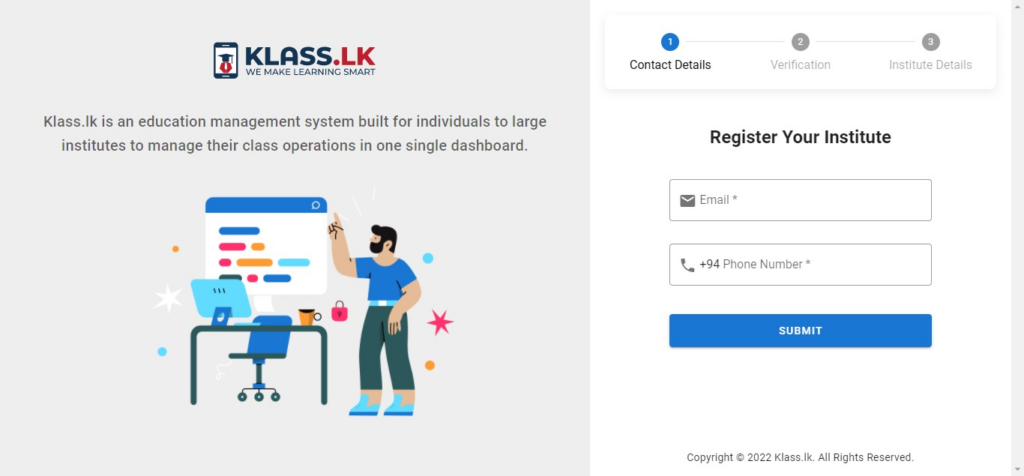 KLASS.LK
WE MAKE LEARNING SMART
Klass.lk is an education management system built for individuals to large
institutes to manage their class operations in one single dashboard.
1
2
3
Contact Details
Verification
Institute Details
Register Your Institute
Email *
+94 Phone Number *
SUBMIT
Copyright © 2022 Klass.lk. All Rights Reserved.